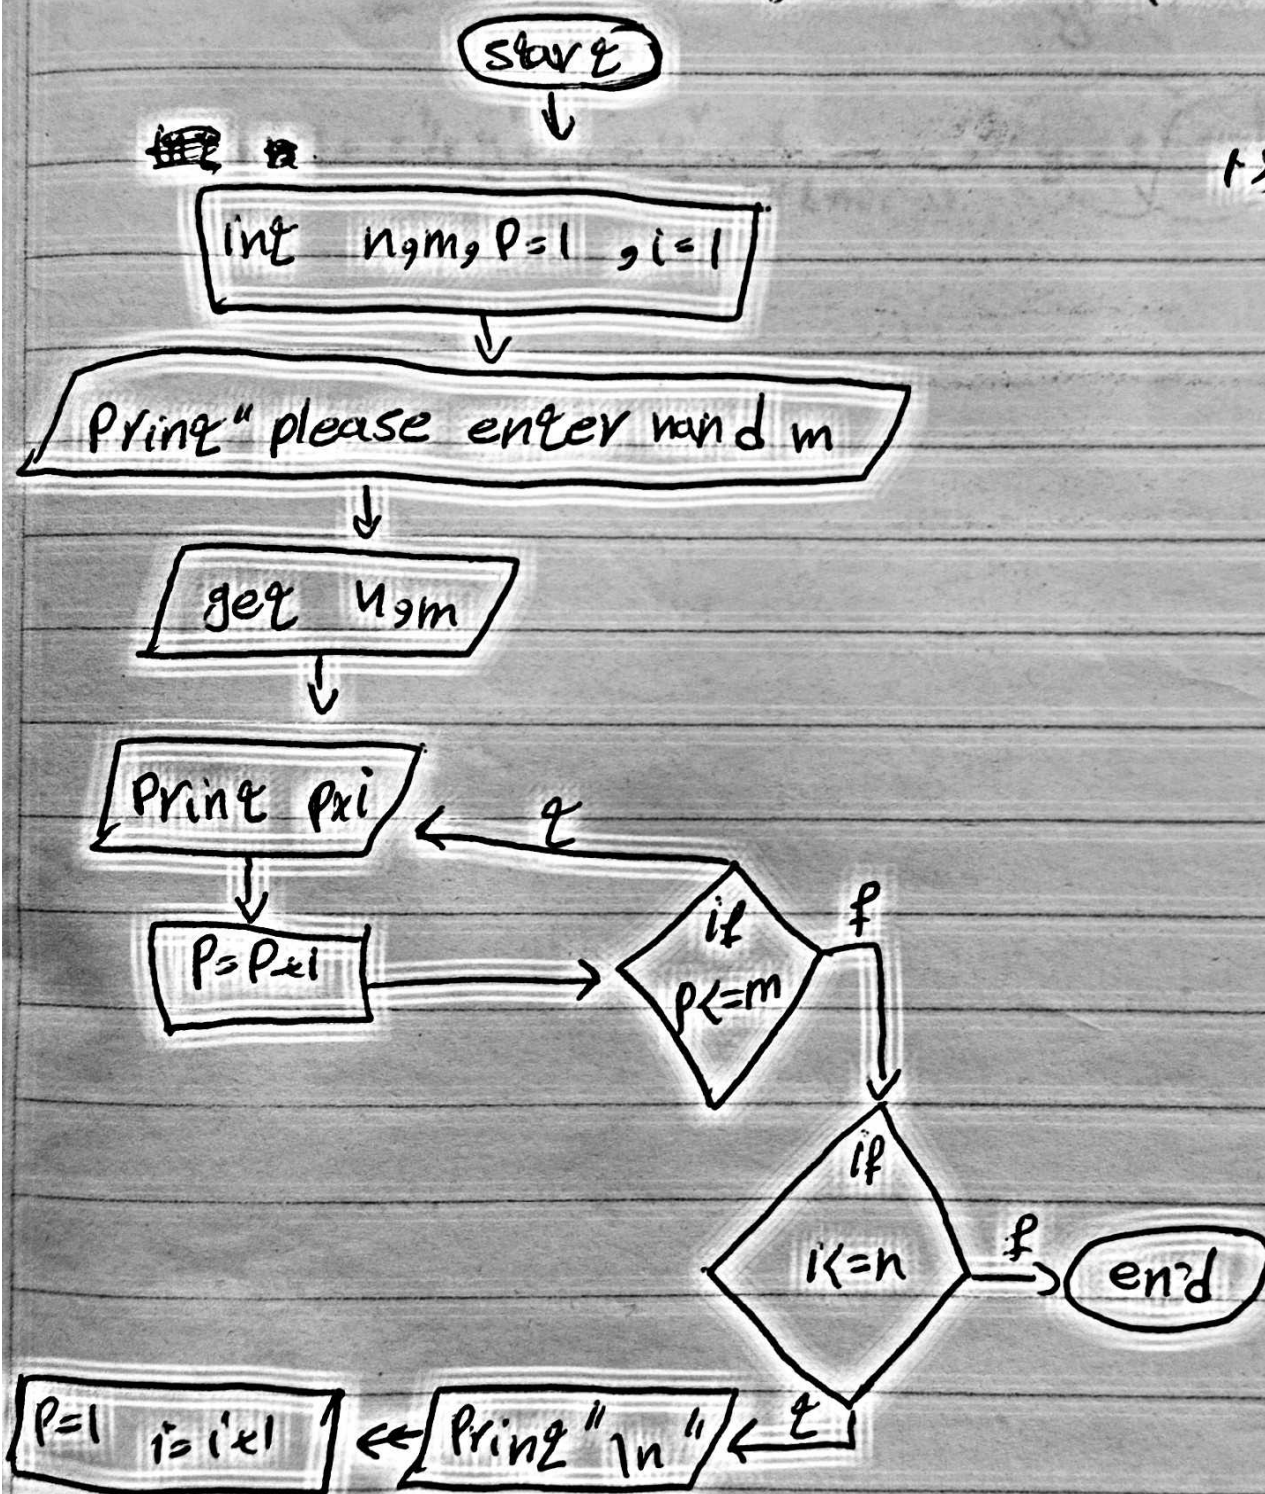 start
int n,m, P=1 , i=1
Print" please enter n and m
get n,m
Print p×i
t
P=P+1
if
p<=m
f
if
i<=n
f
end
t
Print "\n"
P=1 i=i+1